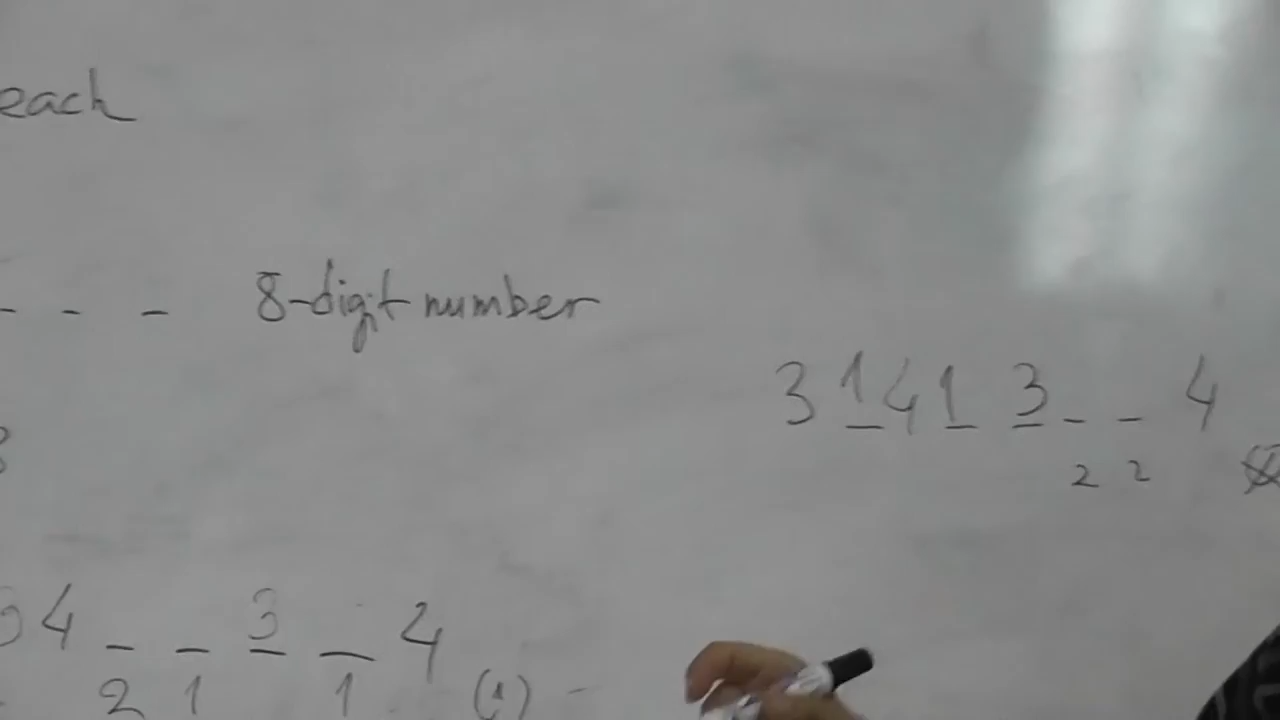 each
- - - 8-digit number
3 1 4 1 3 _ _ 4
2 2
3 4 _ _ 3 _ 4
2 1 1 (1) -